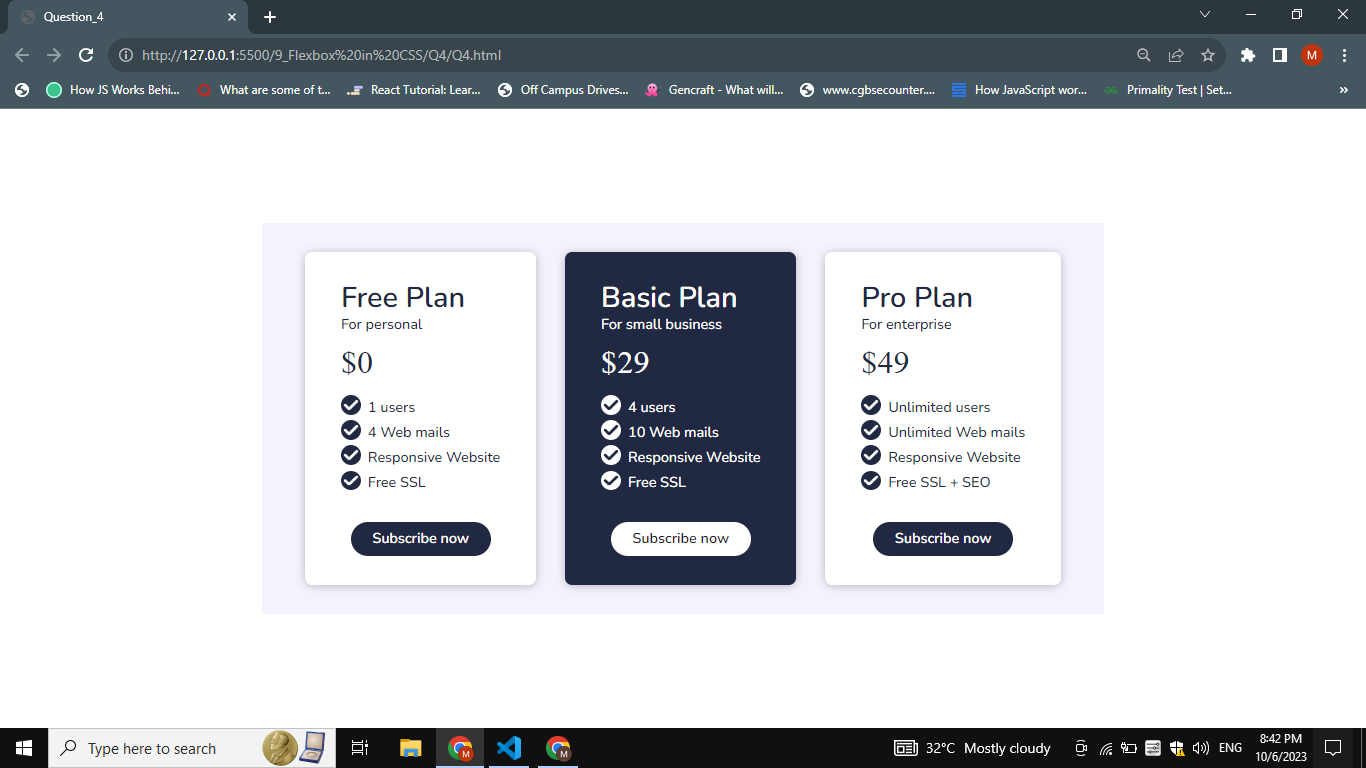 Question_4
http://127.0.0.1:5500/9_Flexbox%20in%20CSS/Q4/Q4.html
M
How JS Works Behi...
What are some of t...
React Tutorial: Lear...
Off Campus Drives...
Gencraft - What will...
www.cgbsecounter....
How JavaScript wor...
Primality Test | Set...
»
Free Plan
For personal
$0
1 users
4 Web mails
Responsive Website
Free SSL
Subscribe now
Basic Plan
For small business
$29
4 users
10 Web mails
Responsive Website
Free SSL
Subscribe now
Pro Plan
For enterprise
$49
Unlimited users
Unlimited Web mails
Responsive Website
Free SSL + SEO
Subscribe now
Type here to search
M
M
32°C Mostly cloudy
ENG
8:42 PM
10/6/2023